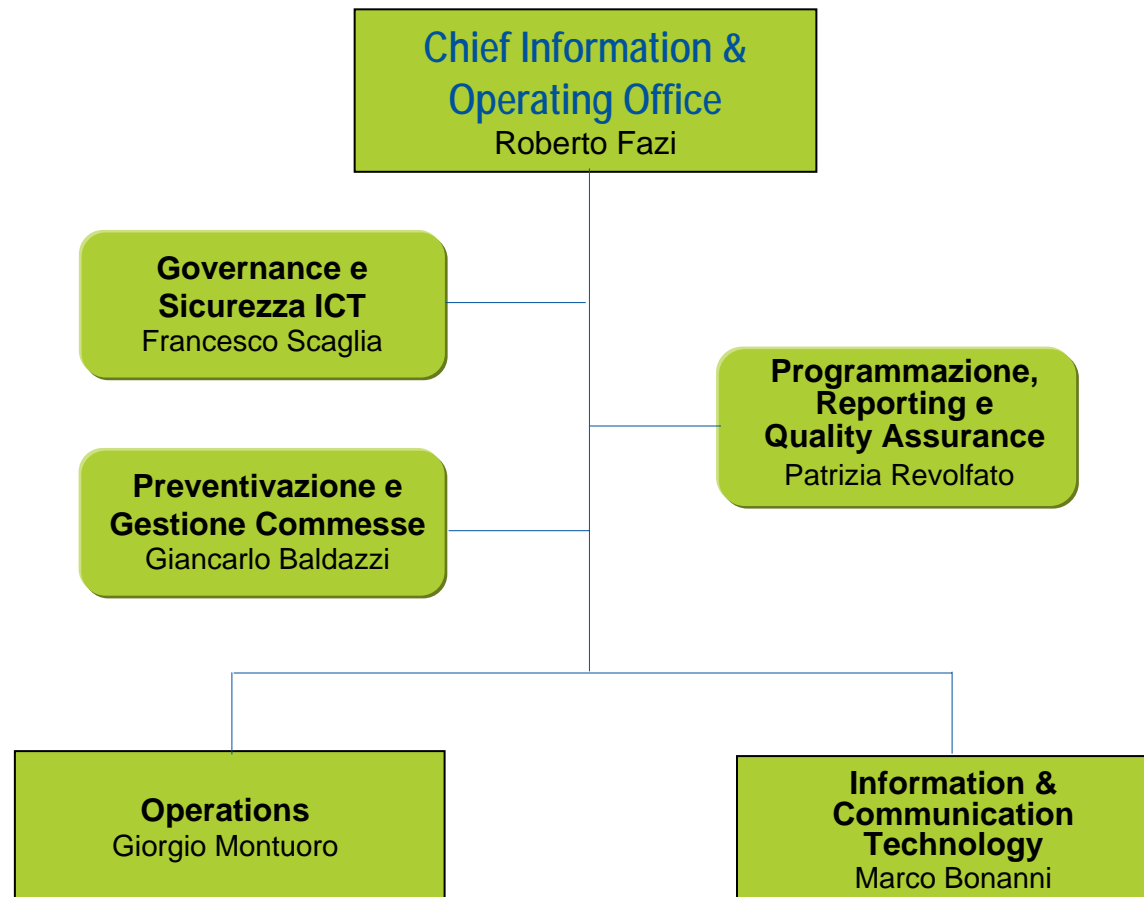 Chief Information &
Operating Office
Roberto Fazi
Governance e
Sicurezza ICT
Francesco Scaglia
Programmazione,
Reporting e
Quality Assurance
Patrizia Revolfato
Preventivazione e
Gestione Commesse
Giancarlo Baldazzi
Operations
Giorgio Montuoro
Information &
Communication
Technology
Marco Bonanni